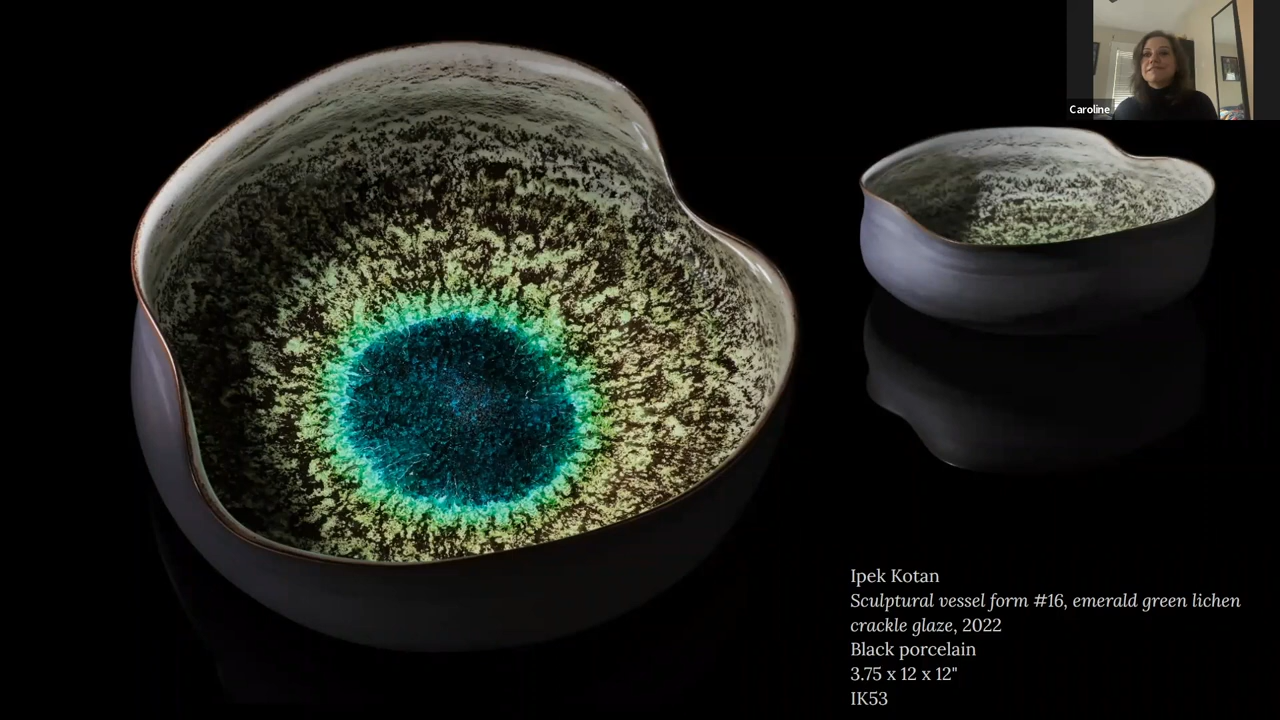 Caroline
Ipek Kotan
Sculptural vessel form #16, emerald green lichen
crackle glaze, 2022
Black porcelain
3.75 x 12 x 12"
IK53